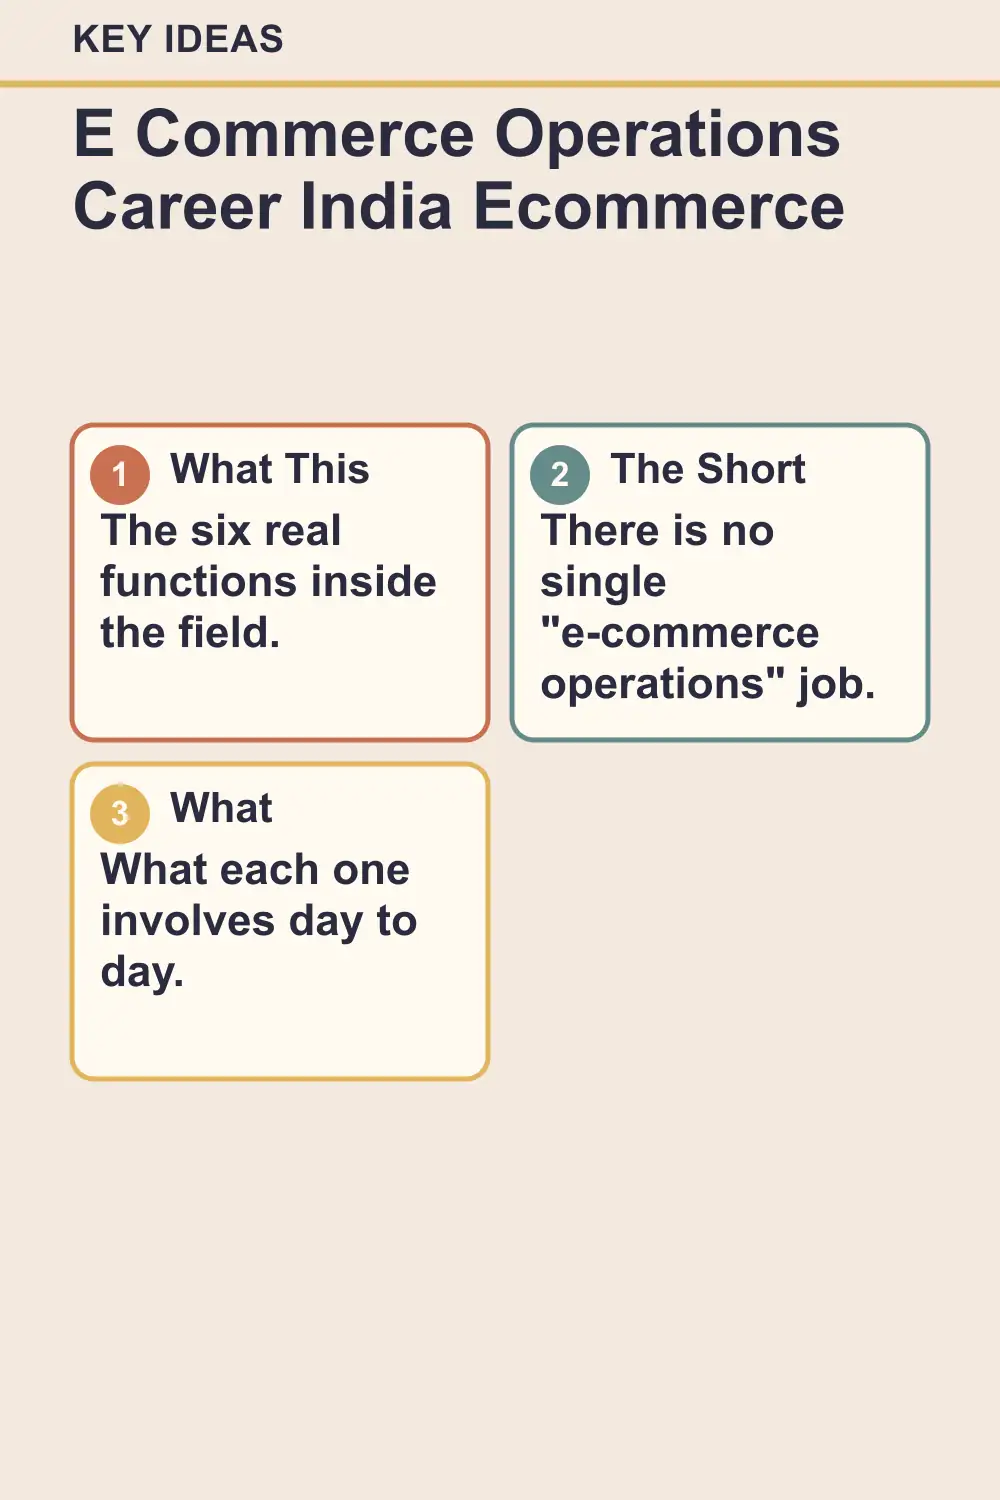 KEY IDEAS
E Commerce Operations
Career India Ecommerce
1 What This
The six real
functions inside
the field.
2 The Short
There is no
single
"e-commerce
operations" job.
3 What
What each one
involves day to
day.